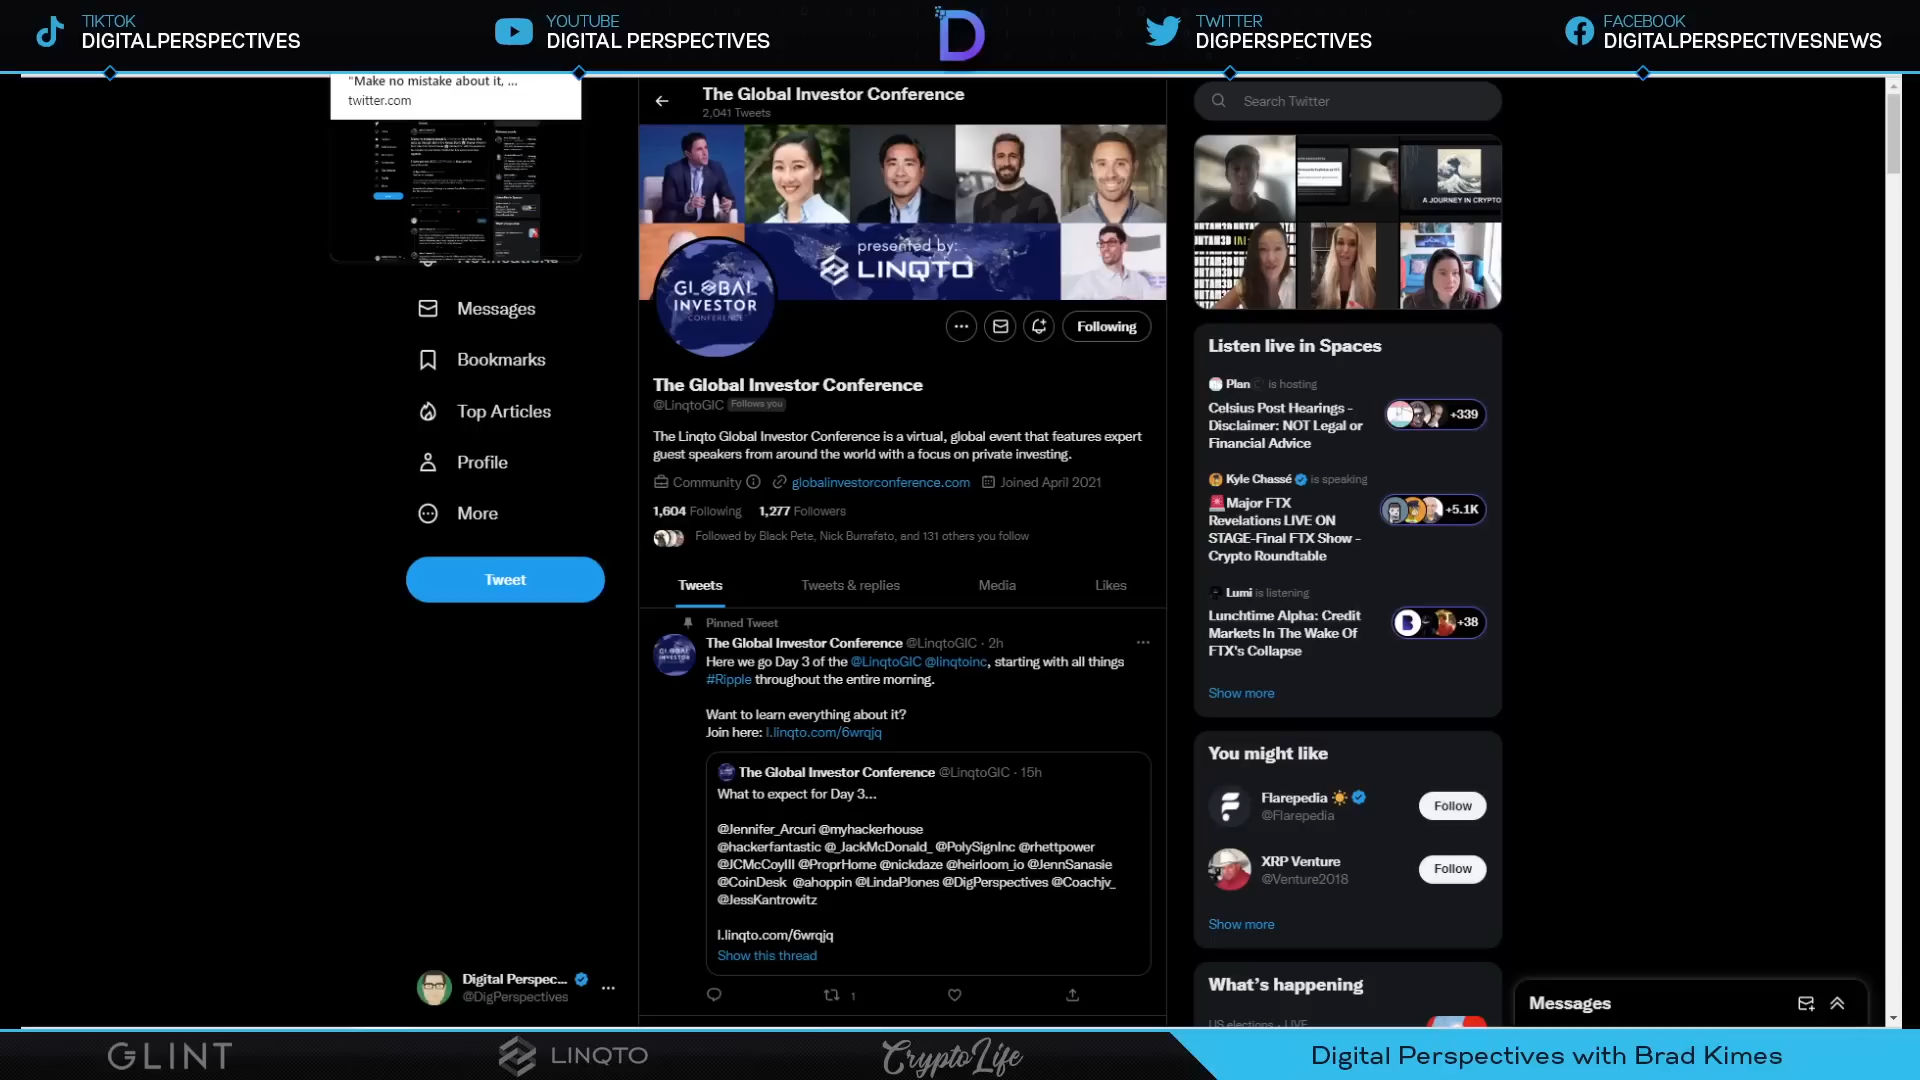 TIKTOK
DIGITALPERSPECTIVES
YOUTUBE
DIGITAL PERSPECTIVES
TWITTER
DIGPERSPECTIVES
FACEBOOK
DIGITALPERSPECTIVESNEWS
"Make no mistake about it, ...
twitter.com
Notifications
Messages
Bookmarks
Top Articles
Profile
More
Tweet
Digital Perspec...
@DigPerspectives
The Global Investor Conference
2,041 Tweets
presented by:
LINQTO
GLOBAL
INVESTOR
CONFERENCE
Following
The Global Investor Conference
@LinqtoGIC Follows you
The Linqto Global Investor Conference is a virtual, global event that features expert
guest speakers from around the world with a focus on private investing.
Community globalinvestorconference.com Joined April 2021
1,604 Following 1,277 Followers
Followed by Black Pete, Nick Burrafato, and 131 others you follow
Tweets Tweets & replies Media Likes
Pinned Tweet
The Global Investor Conference @LinqtoGIC · 2h
Here we go Day 3 of the @LinqtoGIC @linqtoinc, starting with all things
#Ripple throughout the entire morning.
Want to learn everything about it?
Join here: l.linqto.com/6wrqjq
The Global Investor Conference @LinqtoGIC · 15h
What to expect for Day 3...
@Jennifer_Arcuri @myhackerhouse
@hackerfantastic @_JackMcDonald_ @PolySignInc @rhettpower
@JCMcCoyIII @ProprHome @nickdaze @heirloom_io @JennSanasie
@CoinDesk @ahoppin @LindaPJones @DigPerspectives @Coachjv_
@JessKantrowitz
l.linqto.com/6wrqjq
Show this thread
1
Search Twitter
A JOURNEY IN CRYPTO
Listen live in Spaces
Plan is hosting
Celsius Post Hearings -
Disclaimer: NOT Legal or
Financial Advice
+339
Kyle Chassé is speaking
Major FTX
Revelations LIVE ON
STAGE-Final FTX Show -
Crypto Roundtable
+5.1K
Lumi is listening
Lunchtime Alpha: Credit
Markets In The Wake Of
FTX's Collapse
+38
Show more
You might like
Flarepedia
@Flarepedia
Follow
XRP Venture
@Venture2018
Follow
Show more
What's happening
US elections · LIVE
Messages
GLINT
LINQTO
CryptoLife
Digital Perspectives with Brad Kimes